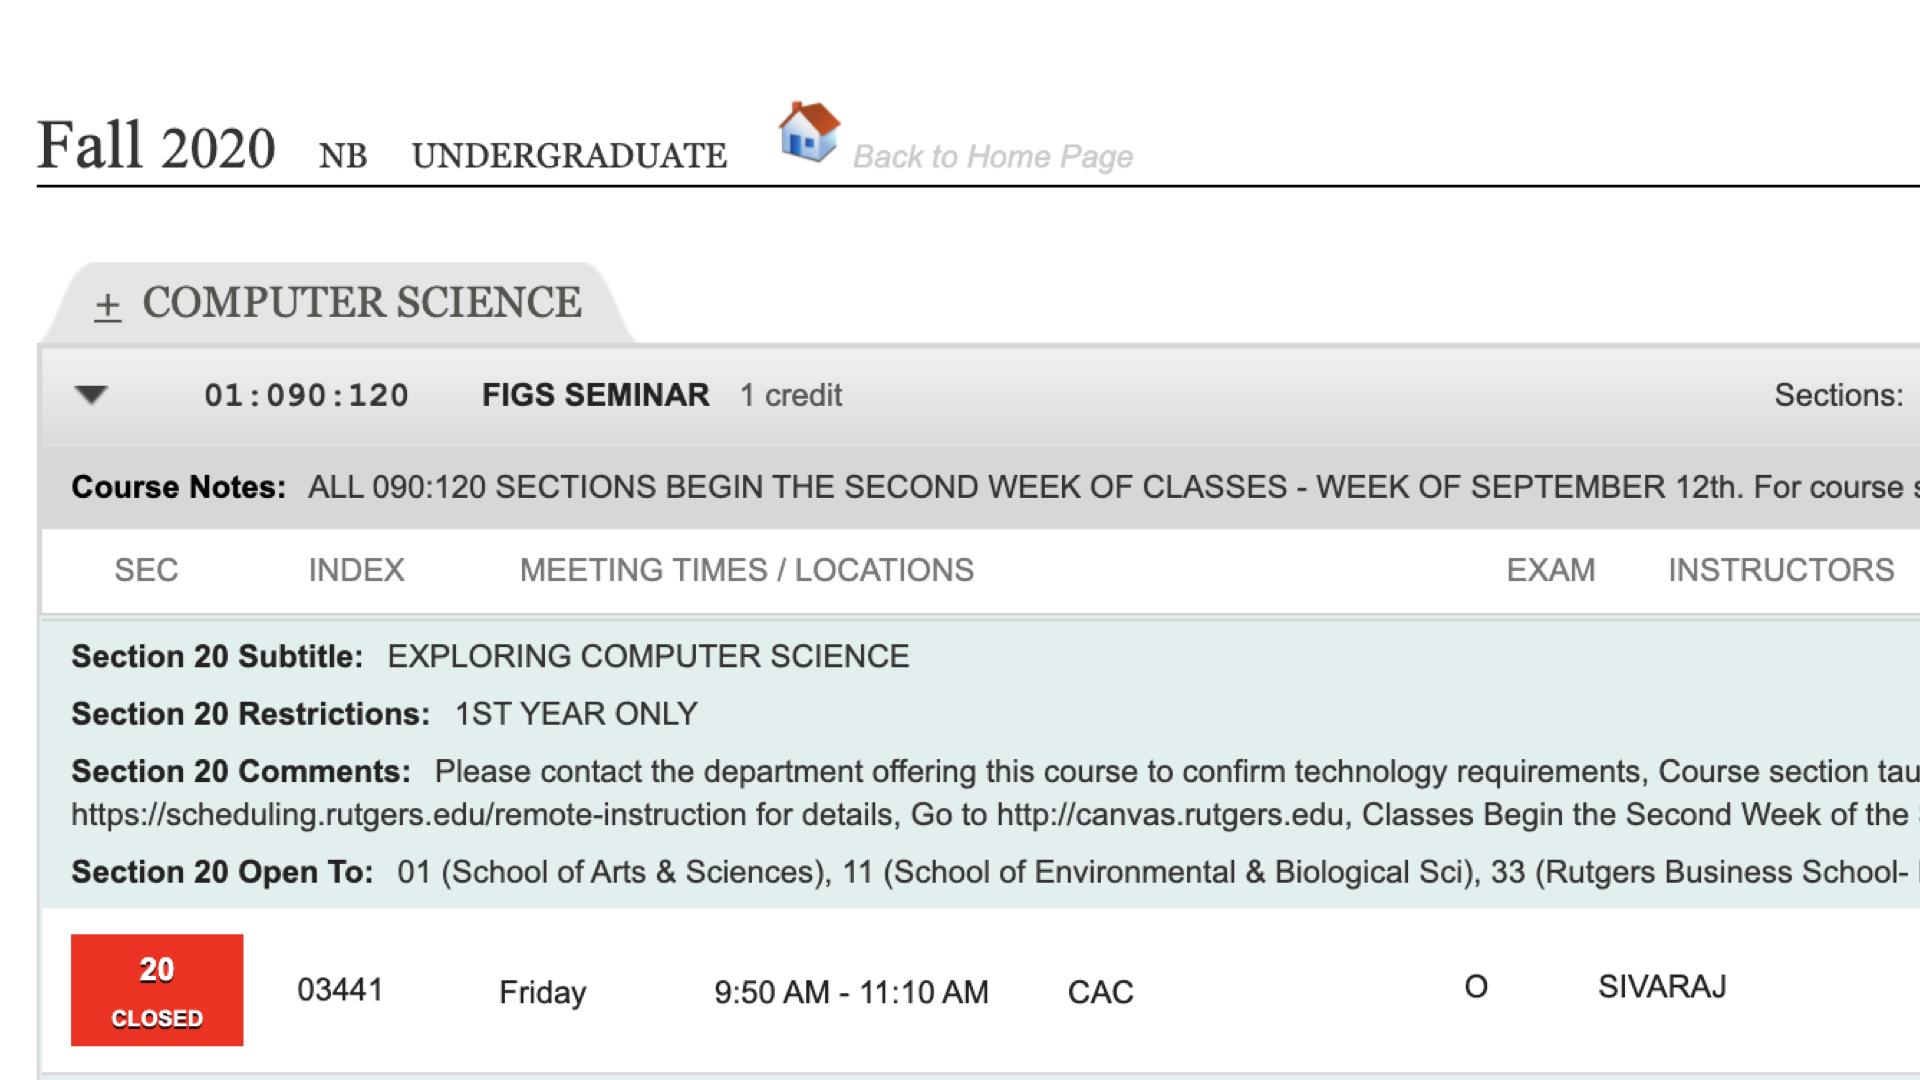 Fall 2020 NB UNDERGRADUATE Back to Home Page
± COMPUTER SCIENCE
01:090:120 FIGS SEMINAR 1 credit Sections:
Course Notes: ALL 090:120 SECTIONS BEGIN THE SECOND WEEK OF CLASSES - WEEK OF SEPTEMBER 12th. For course
SEC INDEX MEETING TIMES / LOCATIONS EXAM INSTRUCTORS
Section 20 Subtitle: EXPLORING COMPUTER SCIENCE
Section 20 Restrictions: 1ST YEAR ONLY
Section 20 Comments: Please contact the department offering this course to confirm technology requirements, Course section tau
https://scheduling.rutgers.edu/remote-instruction for details, Go to http://canvas.rutgers.edu, Classes Begin the Second Week of the
Section 20 Open To: 01 (School of Arts & Sciences), 11 (School of Environmental & Biological Sci), 33 (Rutgers Business School-
20 03441 Friday 9:50 AM - 11:10 AM CAC O SIVARAJ
CLOSED